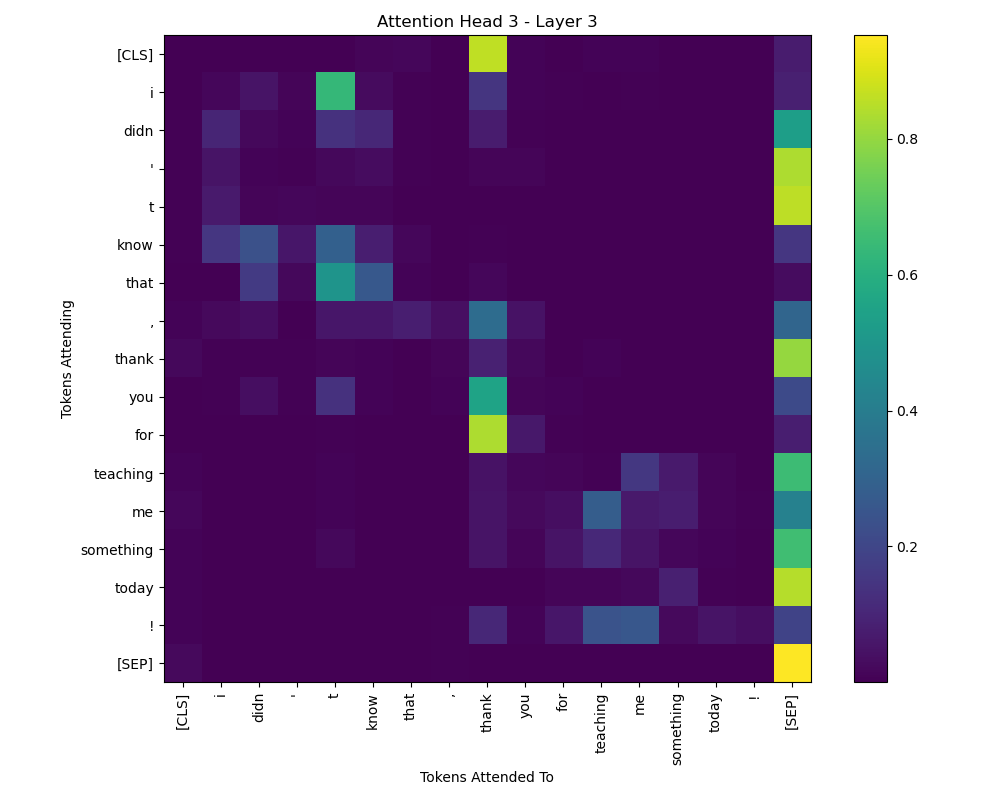 Attention Head 3 - Layer 3
[CLS]
i
didn
'
t
know
that
,
thank
you
for
teaching
me
something
today
!
[SEP]
Tokens Attending
[CLS]
i
didn
'
t
know
that
,
thank
you
for
teaching
me
something
today
!
[SEP]
Tokens Attended To
0.8
0.6
0.4
0.2